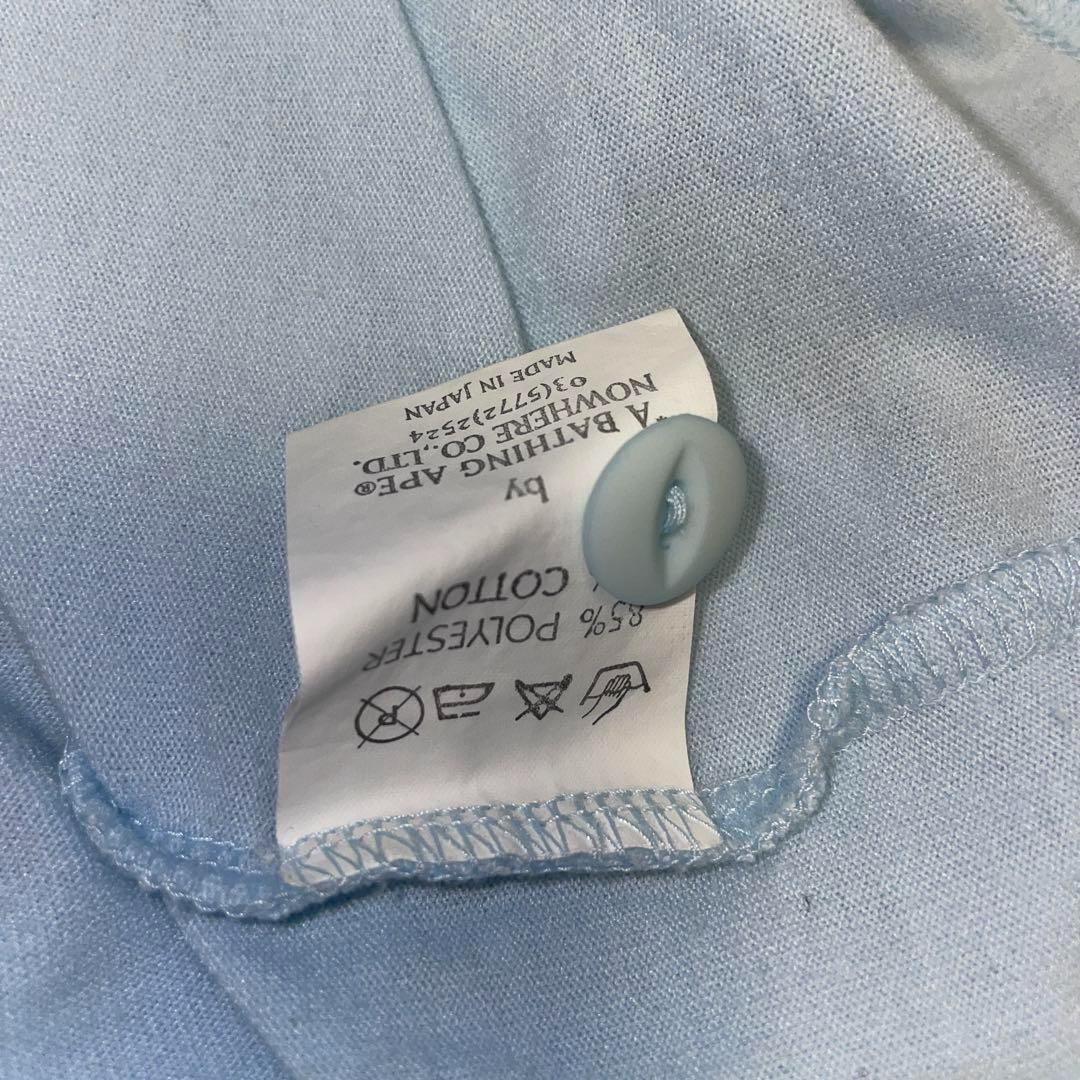 85% POLYESTER
COTTON
by
*A BATHING APE®
NOWHERE CO.,LTD.
03(5772)2524
MADE IN JAPAN